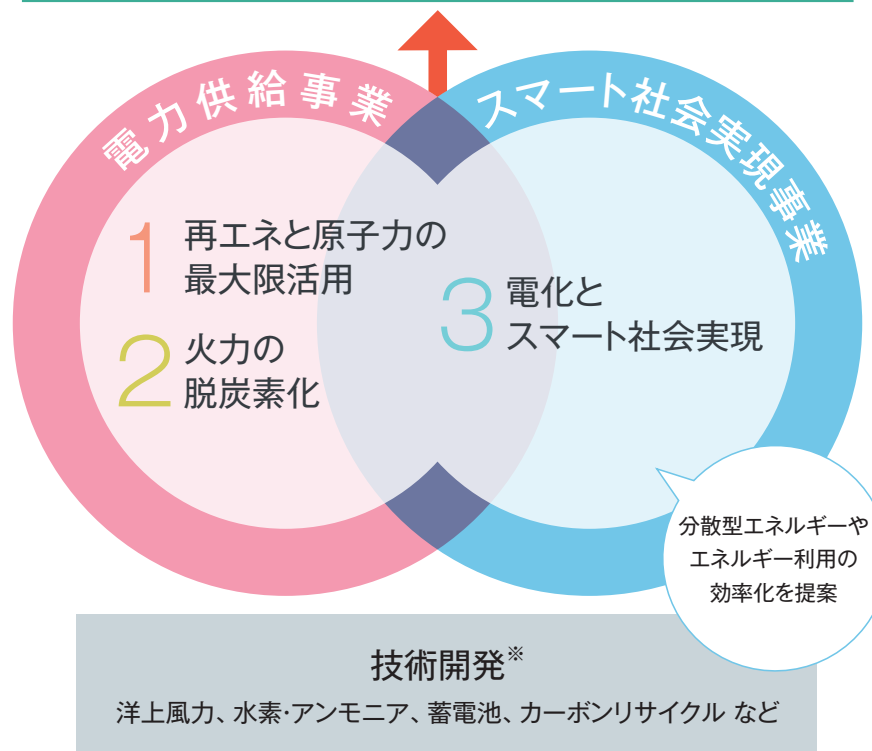 電力供給事業
スマート社会実現事業
1
再エネと原子力の
最大限活用
2
火力の
脱炭素化
3
電化と
スマート社会実現
分散型エネルギーや
エネルギー利用の
効率化を提案
技術開発※
洋上風力、水素・アンモニア、蓄電池、カーボンリサイクル など